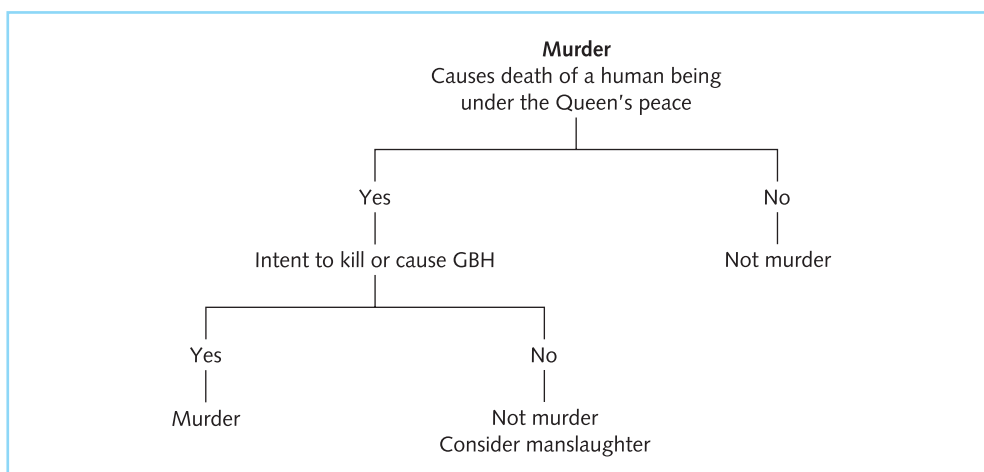 Murder
Causes death of a human being
under the Queen's peace
Yes
No
Intent to kill or cause GBH
Not murder
Yes
No
Murder
Not murder
Consider manslaughter